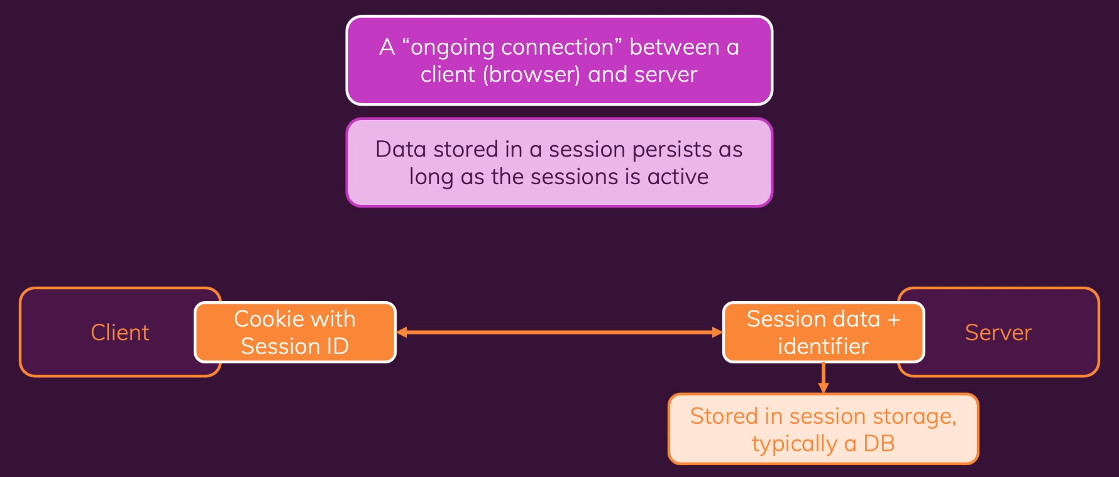 A “ongoing connection” between a
client (browser) and server
Data stored in a session persists as
long as the sessions is active
Client
Cookie with
Session ID
Session data +
identifier
Server
Stored in session storage,
typically a DB